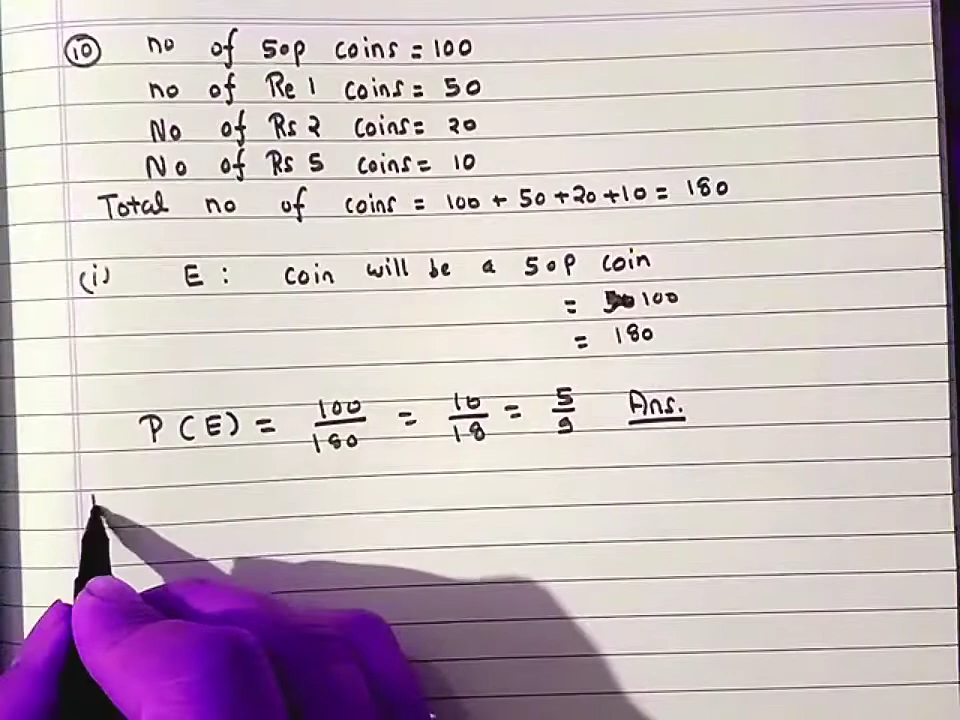 (10) no of 50p coins = 100
no of Re 1 coins = 50
No of Rs 2 coins = 20
No of Rs 5 coins = 10
Total no of coins = 100 + 50 + 20 + 10 = 180
(i) E : coin will be a 50p coin
= 100
= 180
P (E) = 100/180 = 10/18 = 5/9 Ans.